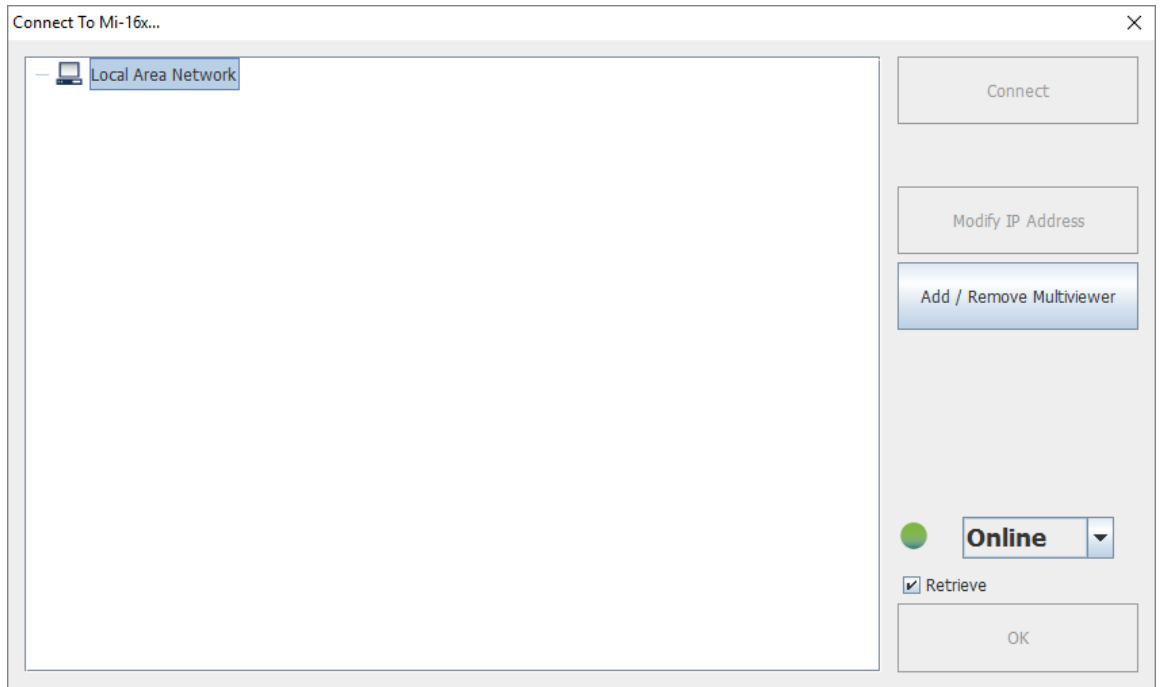 Connect To Mi-16x...
Local Area Network
Connect
Modify IP Address
Add / Remove Multiviewer
Online
Retrieve
OK